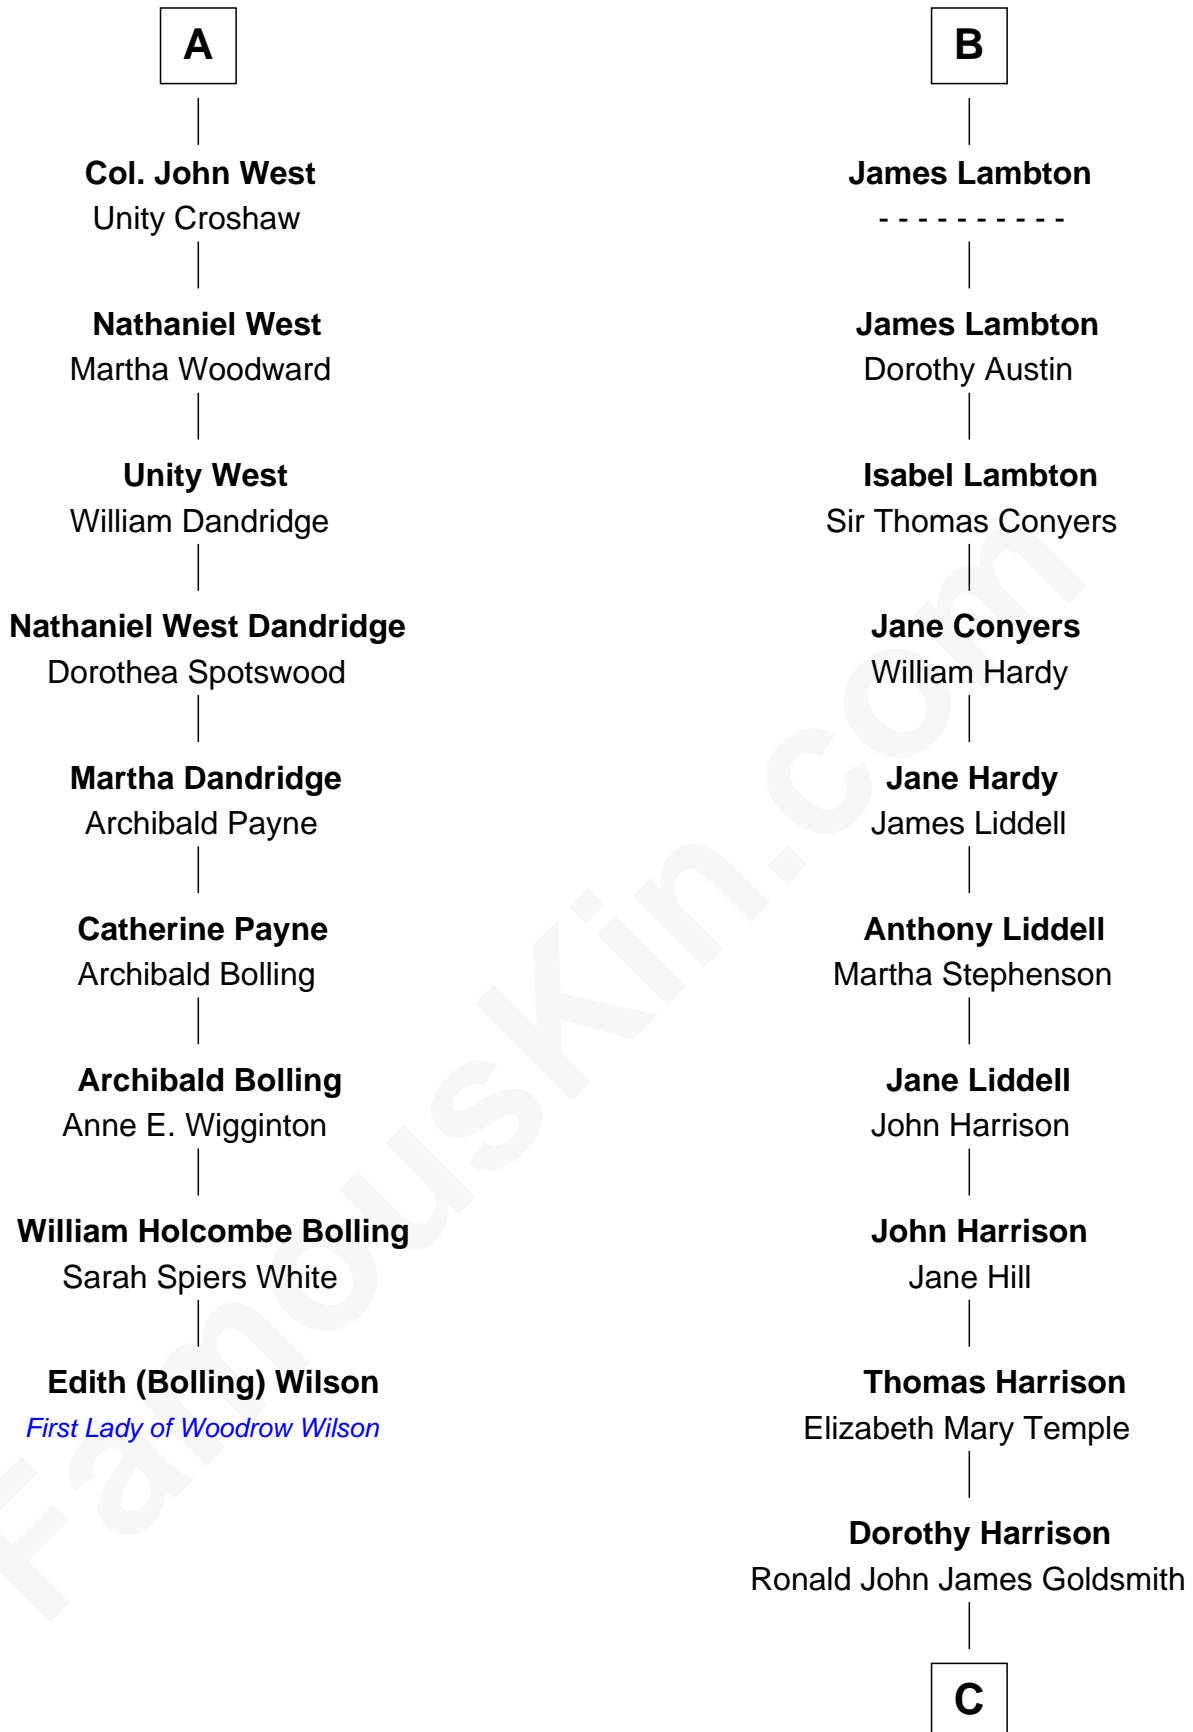 A
Col. John West
Unity Croshaw
Nathaniel West
Martha Woodward
Unity West
William Dandridge
Nathaniel West Dandridge
Dorothea Spotswood
Martha Dandridge
Archibald Payne
Catherine Payne
Archibald Bolling
Archibald Bolling
Anne E. Wigginton
William Holcombe Bolling
Sarah Spiers White
Edith (Bolling) Wilson
First Lady of Woodrow Wilson
B
James Lambton
- - - - - - - - - -
James Lambton
Dorothy Austin
Isabel Lambton
Sir Thomas Conyers
Jane Conyers
William Hardy
Jane Hardy
James Liddell
Anthony Liddell
Martha Stephenson
Jane Liddell
John Harrison
John Harrison
Jane Hill
Thomas Harrison
Elizabeth Mary Temple
Dorothy Harrison
Ronald John James Goldsmith
C
FamousKin.com